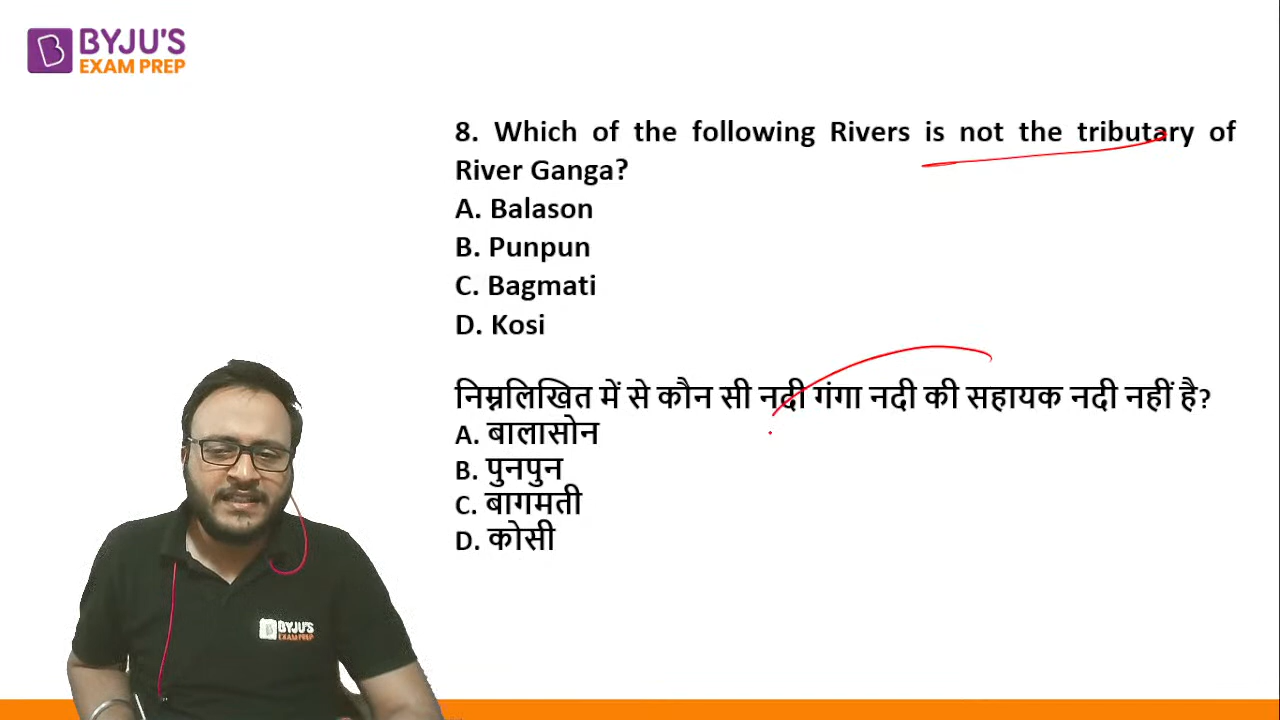 BYJU'S
EXAM PREP
8. Which of the following Rivers is not the tributary of
River Ganga?
A. Balason
B. Punpun
C. Bagmati
D. Kosi
निम्नलिखित में से कौन सी नदी गंगा नदी की सहायक नदी नहीं है?
A. बालासोन
B. पुनपुन
C. बागमती
D. कोसी
BYJU'S
EXAM PREP